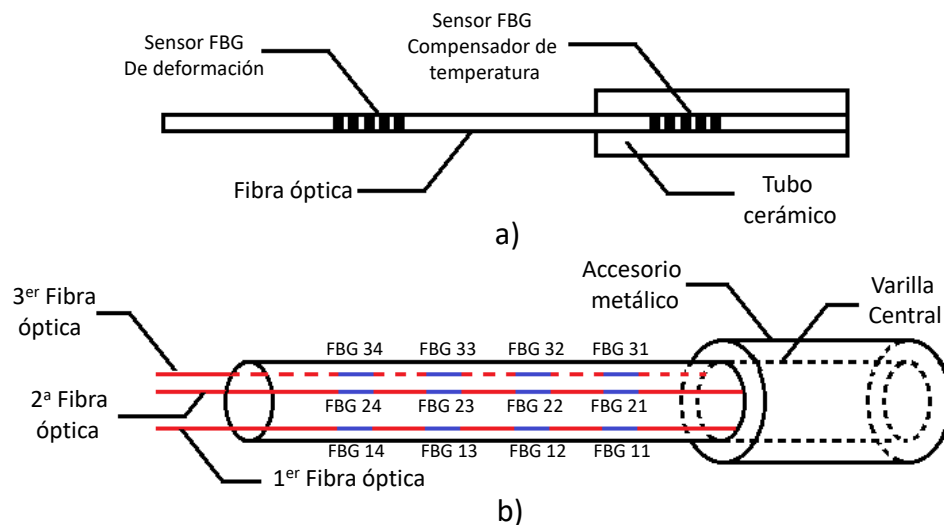 Sensor FBG
De deformación
Sensor FBG
Compensador de
temperatura
Fibra óptica
Tubo
cerámico
a)
3er Fibra
óptica
2a Fibra
óptica
1er Fibra óptica
Accesorio
metálico
Varilla
Central
FBG 34 FBG 33 FBG 32 FBG 31
FBG 24 FBG 23 FBG 22 FBG 21
FBG 14 FBG 13 FBG 12 FBG 11
b)